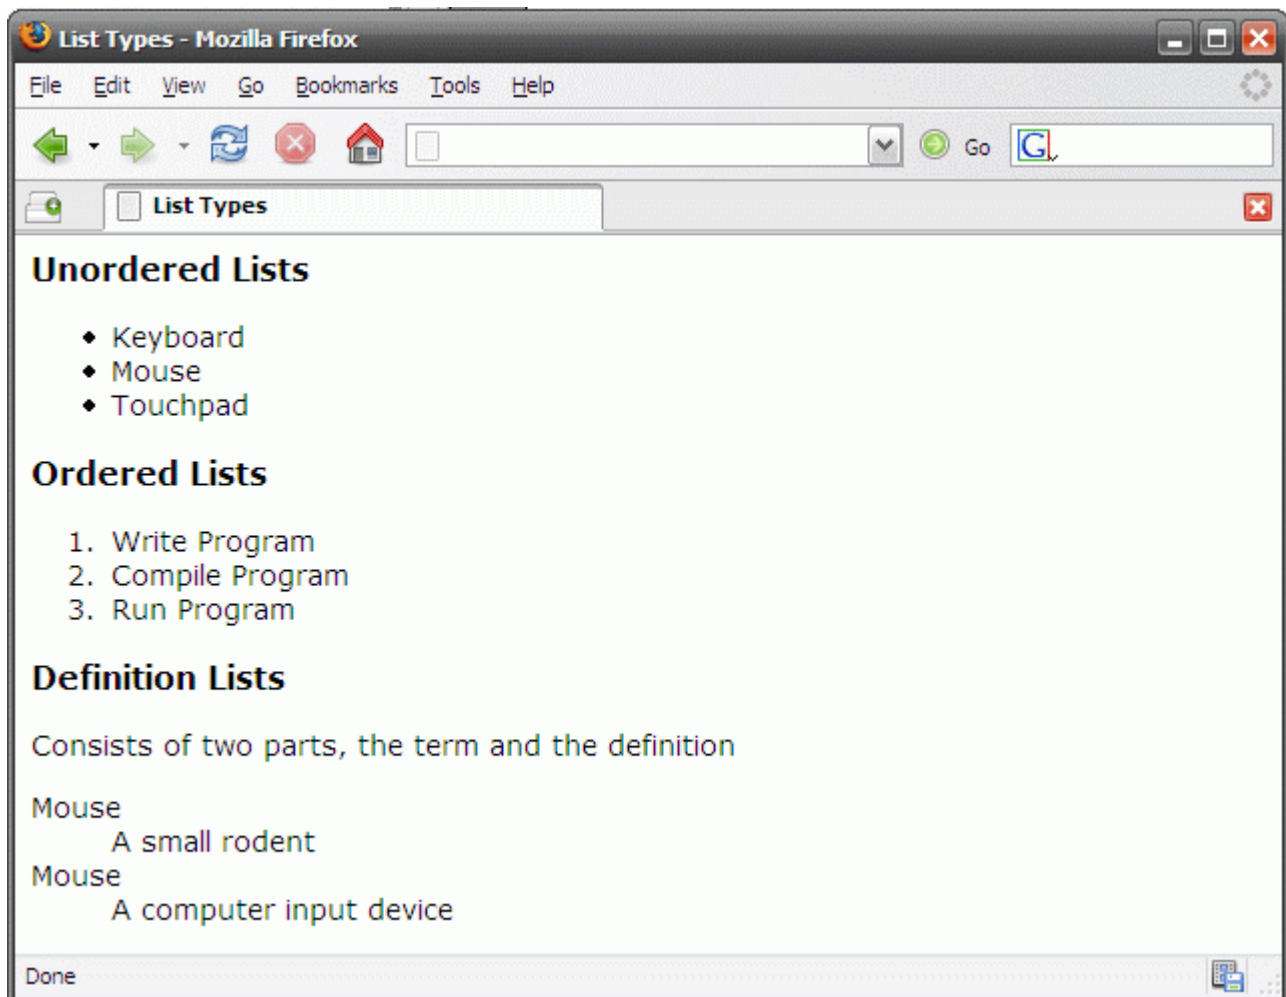 List Types - Mozilla Firefox
File Edit View Go Bookmarks Tools Help
Go G
List Types
Unordered Lists
• Keyboard
• Mouse
• Touchpad
Ordered Lists
1. Write Program
2. Compile Program
3. Run Program
Definition Lists
Consists of two parts, the term and the definition
Mouse
A small rodent
Mouse
A computer input device
Done